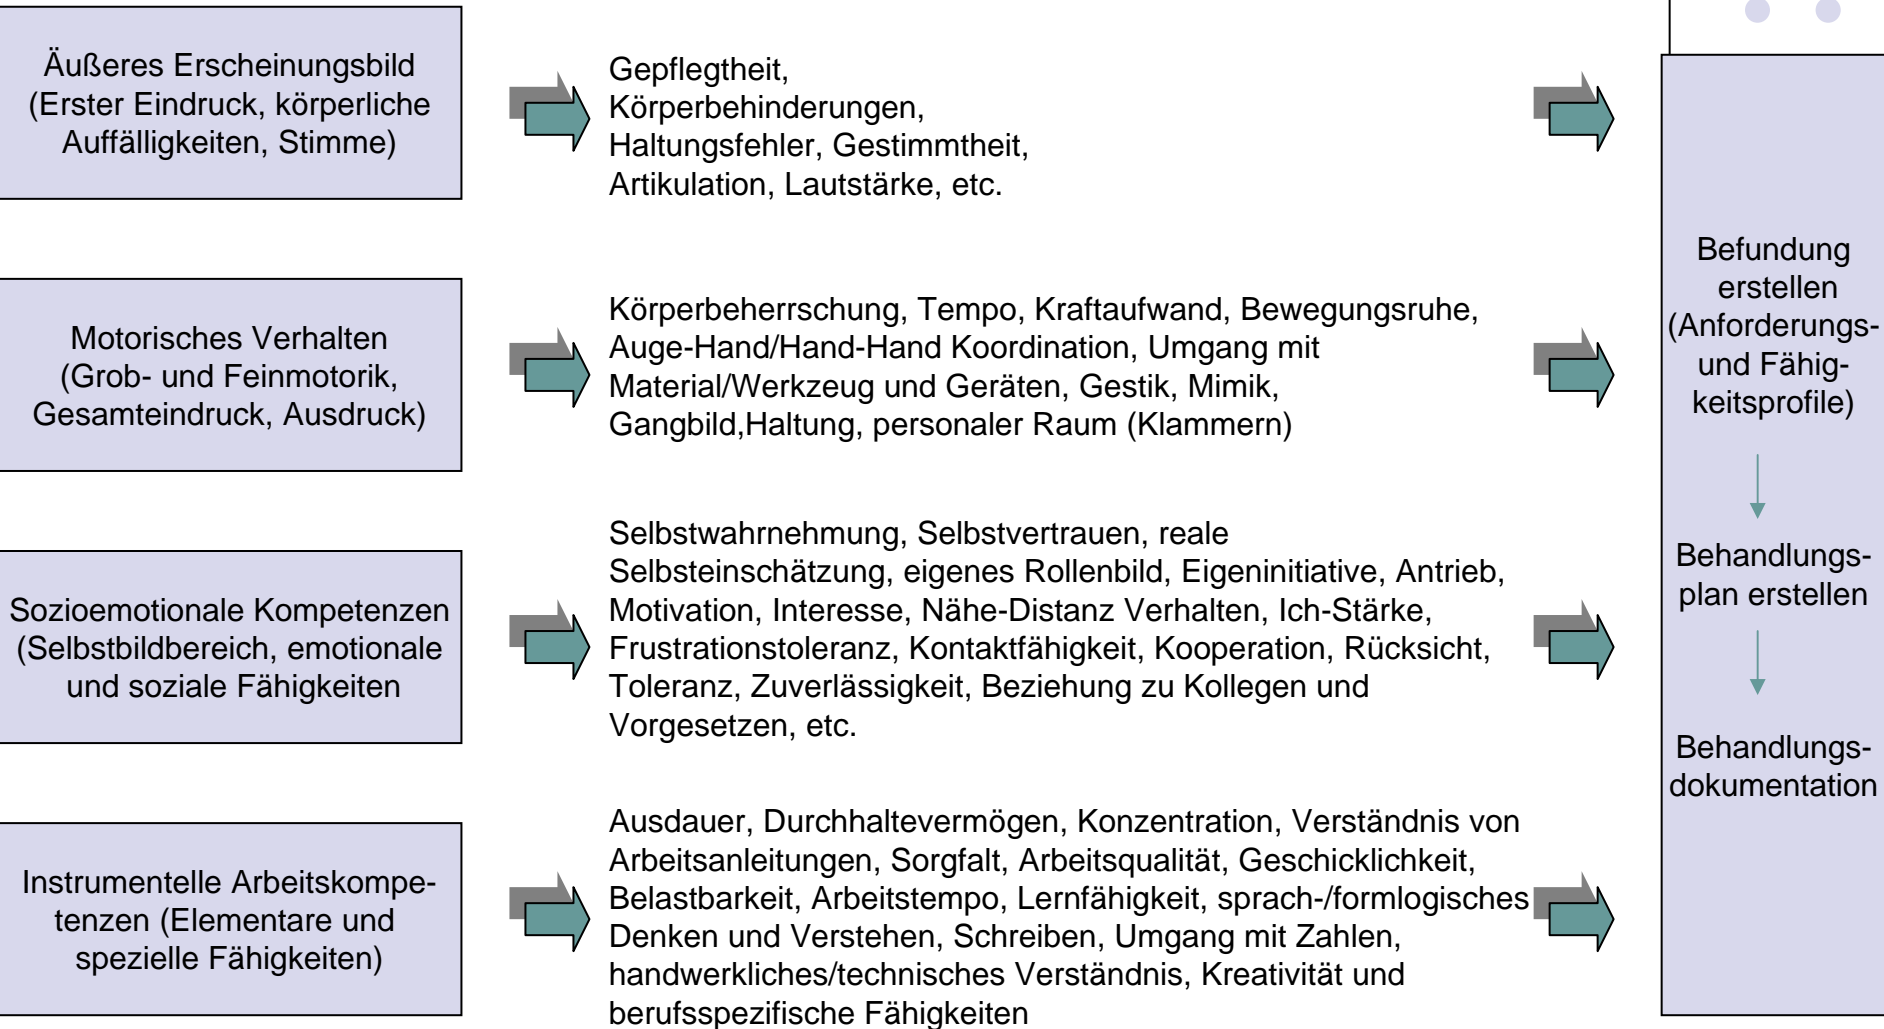 Äußeres Erscheinungsbild
(Erster Eindruck, körperliche
Auffälligkeiten, Stimme)
Gepflegtheit,
Körperbehinderungen,
Haltungsfehler, Gestimmtheit,
Artikulation, Lautstärke, etc.
Motorisches Verhalten
(Grob- und Feinmotorik,
Gesamteindruck, Ausdruck)
Körperbeherrschung, Tempo, Kraftaufwand, Bewegungsruhe,
Auge-Hand/Hand-Hand Koordination, Umgang mit
Material/Werkzeug und Geräten, Gestik, Mimik,
Gangbild,Haltung, personaler Raum (Klammern)
Sozioemotionale Kompetenzen
(Selbstbildbereich, emotionale
und soziale Fähigkeiten
Selbstwahrnehmung, Selbstvertrauen, reale
Selbsteinschätzung, eigenes Rollenbild, Eigeninitiative, Antrieb,
Motivation, Interesse, Nähe-Distanz Verhalten, Ich-Stärke,
Frustrationstoleranz, Kontaktfähigkeit, Kooperation, Rücksicht,
Toleranz, Zuverlässigkeit, Beziehung zu Kollegen und
Vorgesetzen, etc.
Instrumentelle Arbeitskompe-
tenzen (Elementare und
spezielle Fähigkeiten)
Ausdauer, Durchhaltevermögen, Konzentration, Verständnis von
Arbeitsanleitungen, Sorgfalt, Arbeitsqualität, Geschicklichkeit,
Belastbarkeit, Arbeitstempo, Lernfähigkeit, sprach-/formlogisches
Denken und Verstehen, Schreiben, Umgang mit Zahlen,
handwerkliches/technisches Verständnis, Kreativität und
berufsspezifische Fähigkeiten
Befundung
erstellen
(Anforderungs-
und Fähig-
keitsprofile)
Behandlungs-
plan erstellen
Behandlungs-
dokumentation